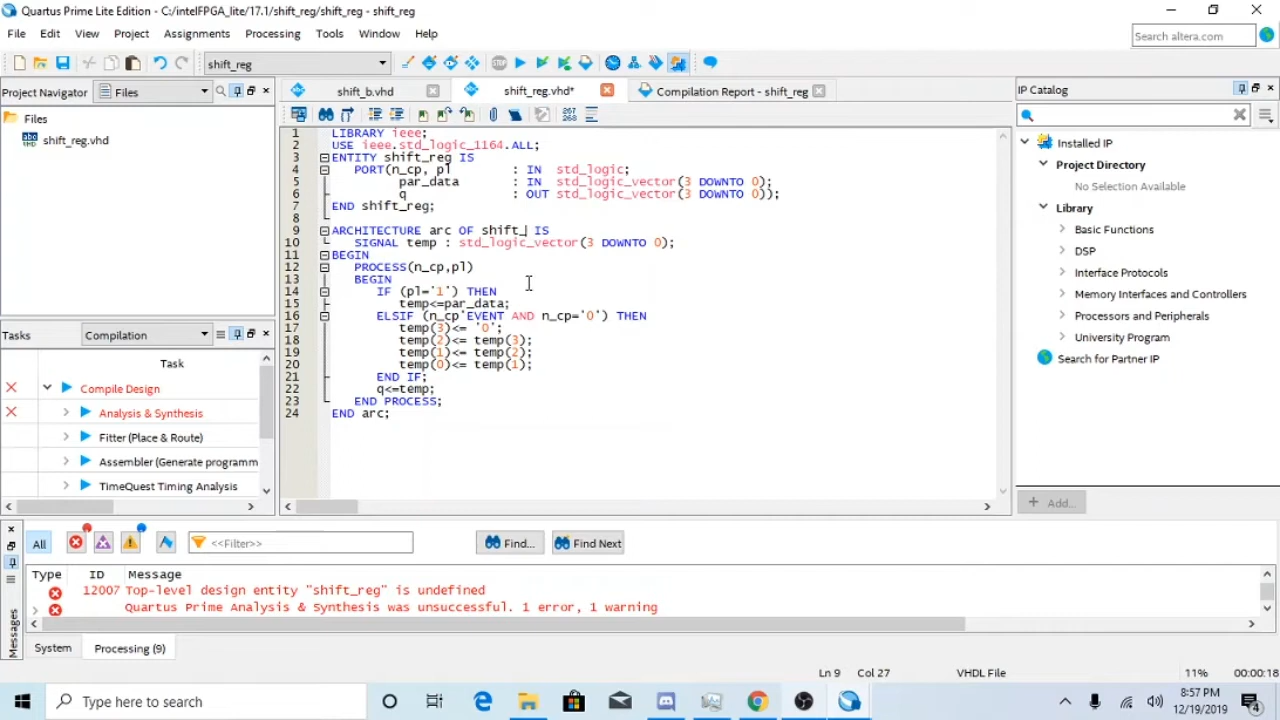 Quartus Prime Lite Edition - C:/intelFPGA_lite/17.1/shift_reg/shift_reg - shift_reg
File Edit View Project Assignments Processing Tools Window Help
Search altera.com
shift_reg
Project Navigator Files
shift_b.vhd
shift_reg.vhd*
Compilation Report - shift_reg
IP Catalog
Files
shift_reg.vhd
267
268
1 LIBRARY ieee;
2 USE ieee.std_logic_1164.ALL;
3 ENTITY shift_reg IS
4 PORT(n_cp, pl : IN std_logic;
5 par_data : IN std_logic_vector(3 DOWNTO 0);
6 q : OUT std_logic_vector(3 DOWNTO 0));
7 END shift_reg;
8
9 ARCHITECTURE arc OF shift_ IS
10 SIGNAL temp : std_logic_vector(3 DOWNTO 0);
11 BEGIN
12 PROCESS(n_cp,pl)
13 BEGIN
14 IF (pl='1') THEN
15 temp<=par_data;
16 ELSIF (n_cp'EVENT AND n_cp='0') THEN
17 temp(3)<= '0';
18 temp(2)<= temp(3);
19 temp(1)<= temp(2);
20 temp(0)<= temp(1);
21 END IF;
22 q<=temp;
23 END PROCESS;
24 END arc;
Installed IP
Project Directory
No Selection Available
Library
Basic Functions
DSP
Interface Protocols
Memory Interfaces and Controllers
Processors and Peripherals
University Program
Search for Partner IP
+ Add...
Tasks Compilation
Task
Compile Design
Analysis & Synthesis
Fitter (Place & Route)
Assembler (Generate programm
TimeQuest Timing Analysis
All
<<Filter>>
Find...
Find Next
Type ID Message
12007 Top-level design entity "shift_reg" is undefined
Quartus Prime Analysis & Synthesis was unsuccessful. 1 error, 1 warning
Messages
System Processing (9)
Ln 9 Col 27 VHDL File 11% 00:00:18
Type here to search
8:57 PM
12/19/2019
4